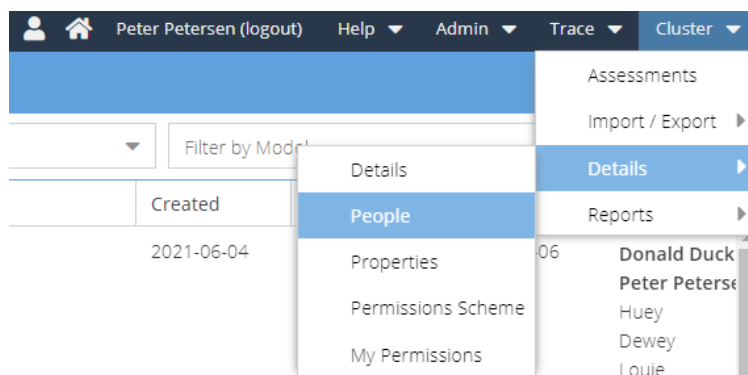 Peter Petersen (logout) Help Admin Trace Cluster
Assessments
Import / Export
Filter by Model
Details
Details
Created
People
Reports
2021-06-04
06
Donald Duck
Properties
Peter Peterse
Permissions Scheme
Huey
Dewey
My Permissions
Louie